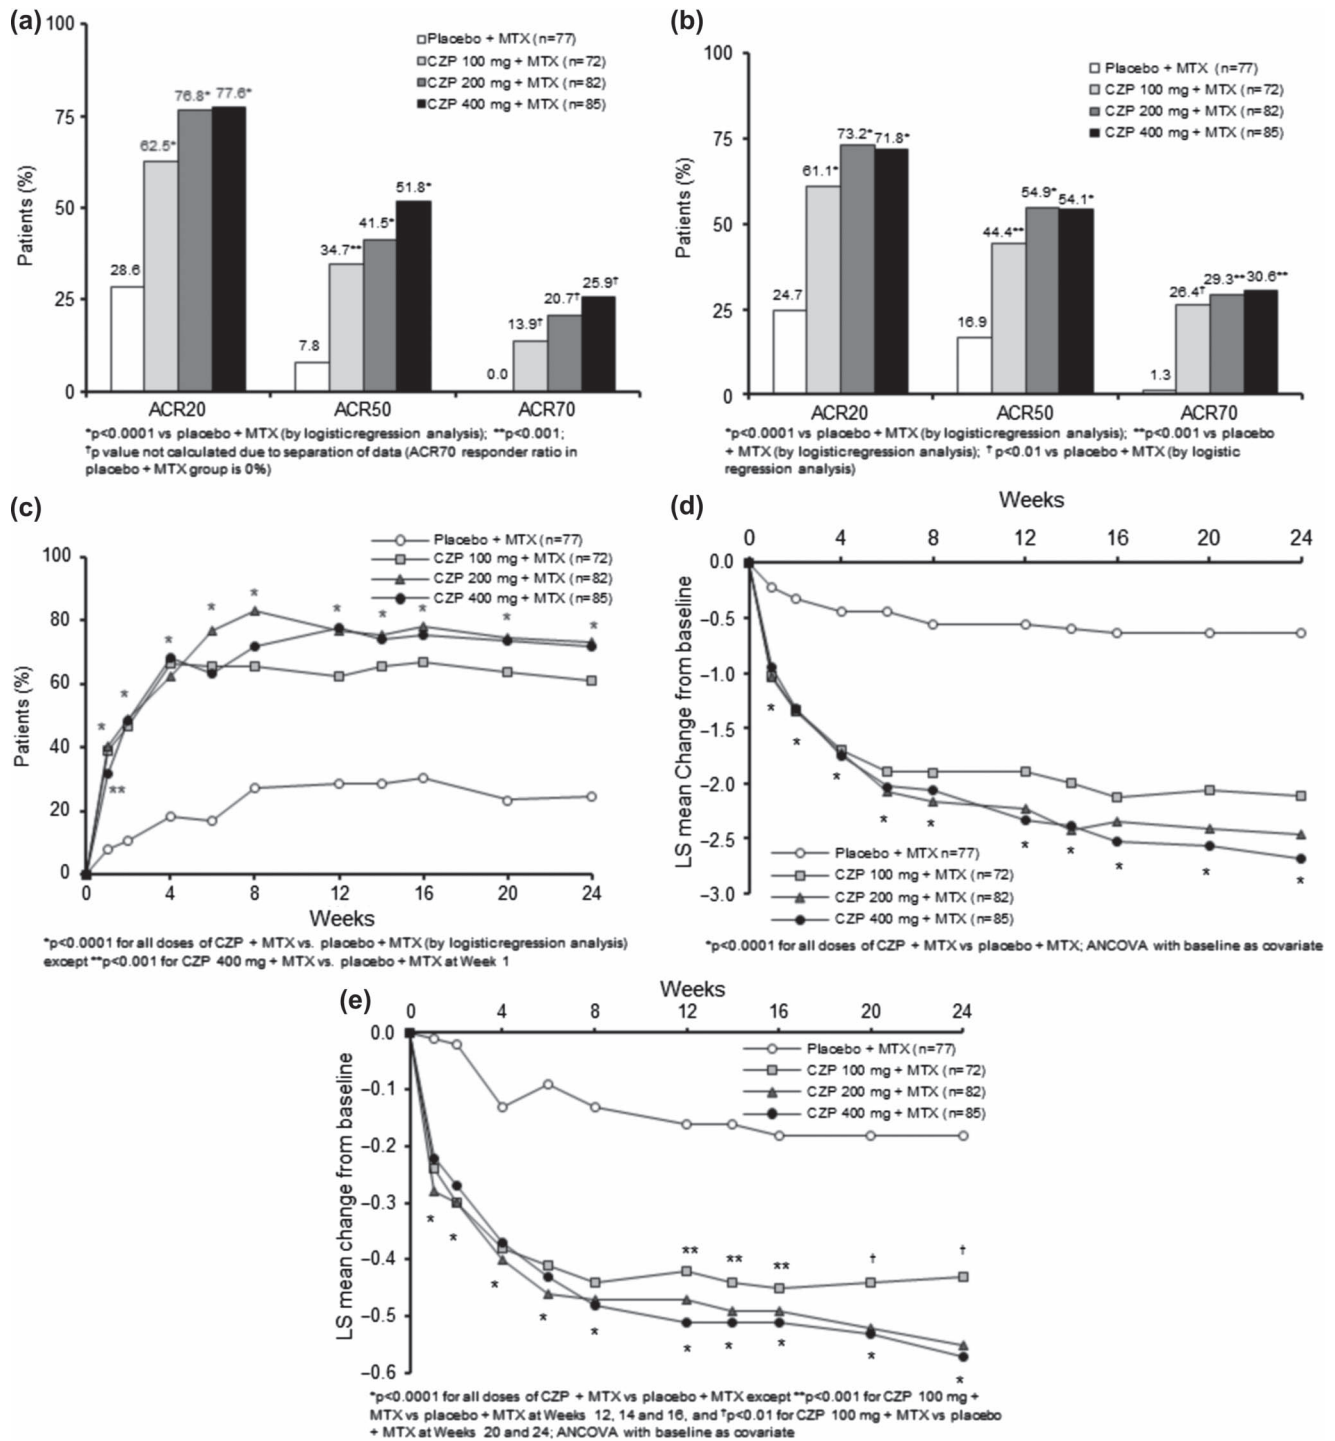 (a)
100
75
50
25
0
Patients (%)
Placebo + MTX (n=77)
CZP 100 mg + MTX (n=72)
CZP 200 mg + MTX (n=82)
CZP 400 mg + MTX (n=85)
28.6
62.5*
76.8*
77.6*
7.8
34.7**
41.5*
51.8*
0.0
13.9†
20.7†
25.9†
ACR20
ACR50
ACR70
*p<0.0001 vs placebo + MTX (by logisticregression analysis); **p<0.001;
†p value not calculated due to separation of data (ACR70 responder ratio in
placebo + MTX group is 0%)
(b)
100
75
50
25
0
Patients (%)
Placebo + MTX (n=77)
CZP 100 mg + MTX (n=72)
CZP 200 mg + MTX (n=82)
CZP 400 mg + MTX (n=85)
24.7
61.1*
73.2*
71.8*
16.9
44.4**
54.9*
54.1*
1.3
26.4†
29.3**
30.6**
ACR20
ACR50
ACR70
*p<0.0001 vs placebo + MTX (by logisticregression analysis); **p<0.001 vs placebo
+ MTX (by logisticregression analysis); †p<0.01 vs placebo + MTX (by logistic
regression analysis)
(c)
100
80
60
40
20
0
Patients (%)
Placebo + MTX (n=77)
CZP 100 mg + MTX (n=72)
CZP 200 mg + MTX (n=82)
CZP 400 mg + MTX (n=85)
* * * * * * * * * *
**
0 4 8 12 16 20 24
Weeks
*p<0.0001 for all doses of CZP + MTX vs. placebo + MTX (by logisticregression analysis)
except **p<0.001 for CZP 400 mg + MTX vs. placebo + MTX at Week 1
(d)
Weeks
0 4 8 12 16 20 24
0.0
−0.5
−1.0
−1.5
−2.0
−2.5
−3.0
LS mean Change from baseline
* * * * * * * * * *
Placebo + MTX n=77)
CZP 100 mg + MTX (n=72)
CZP 200 mg + MTX (n=82)
CZP 400 mg + MTX (n=85)
*p<0.0001 for all doses of CZP + MTX vs placebo + MTX; ANCOVA with baseline as covariate
(e)
Weeks
0 4 8 12 16 20 24
0.0
−0.1
−0.2
−0.3
−0.4
−0.5
−0.6
LS mean change from baseline
Placebo + MTX (n=77)
CZP 100 mg + MTX (n=72)
CZP 200 mg + MTX (n=82)
CZP 400 mg + MTX (n=85)
** ** ** † †
* * * * * * * * * *
*p<0.0001 for all doses of CZP + MTX vs placebo + MTX except **p<0.001 for CZP 100 mg +
MTX vs placebo + MTX at Weeks 12, 14 and 16, and †p<0.01 for CZP 100 mg + MTX vs placebo
+ MTX at Weeks 20 and 24; ANCOVA with baseline as covariate